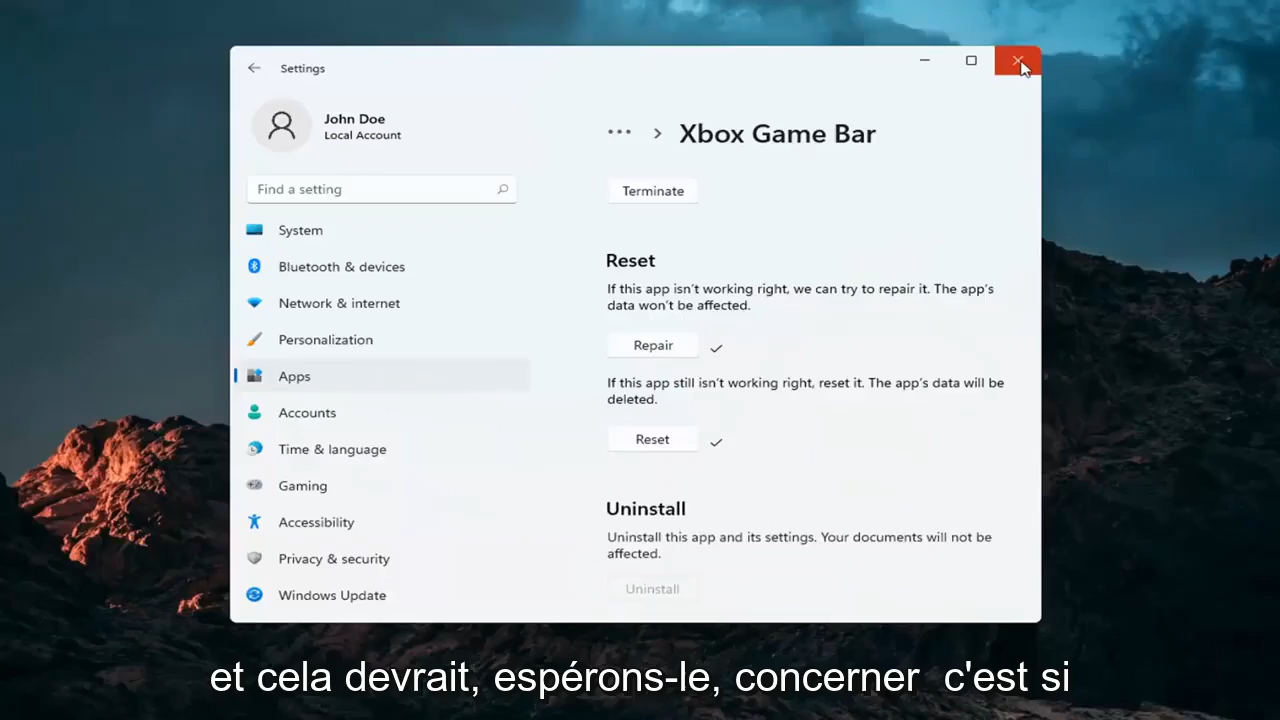 Settings
John Doe
Local Account
Find a setting
System
Bluetooth & devices
Network & internet
Personalization
Apps
Accounts
Time & language
Gaming
Accessibility
Privacy & security
Windows Update
... > Xbox Game Bar
Terminate
Reset
If this app isn't working right, we can try to repair it. The app's
data won't be affected.
Repair
If this app still isn't working right, reset it. The app's data will be
deleted.
Reset
Uninstall
Uninstall this app and its settings. Your documents will not be
affected.
Uninstall
et cela devrait, espérons-le, concerner c'est si